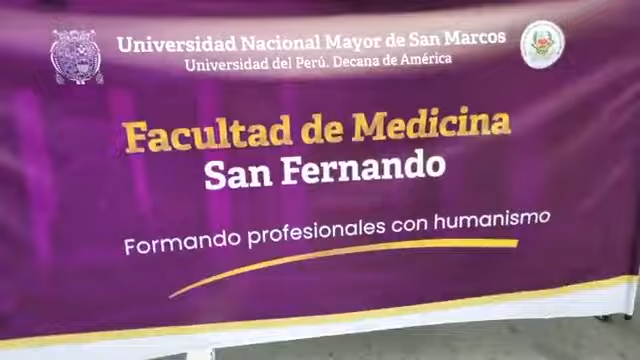 Universidad Nacional Mayor de San Marcos
Universidad del Perú. Decana de América
Facultad de Medicina
San Fernando
Formando profesionales con humanismo